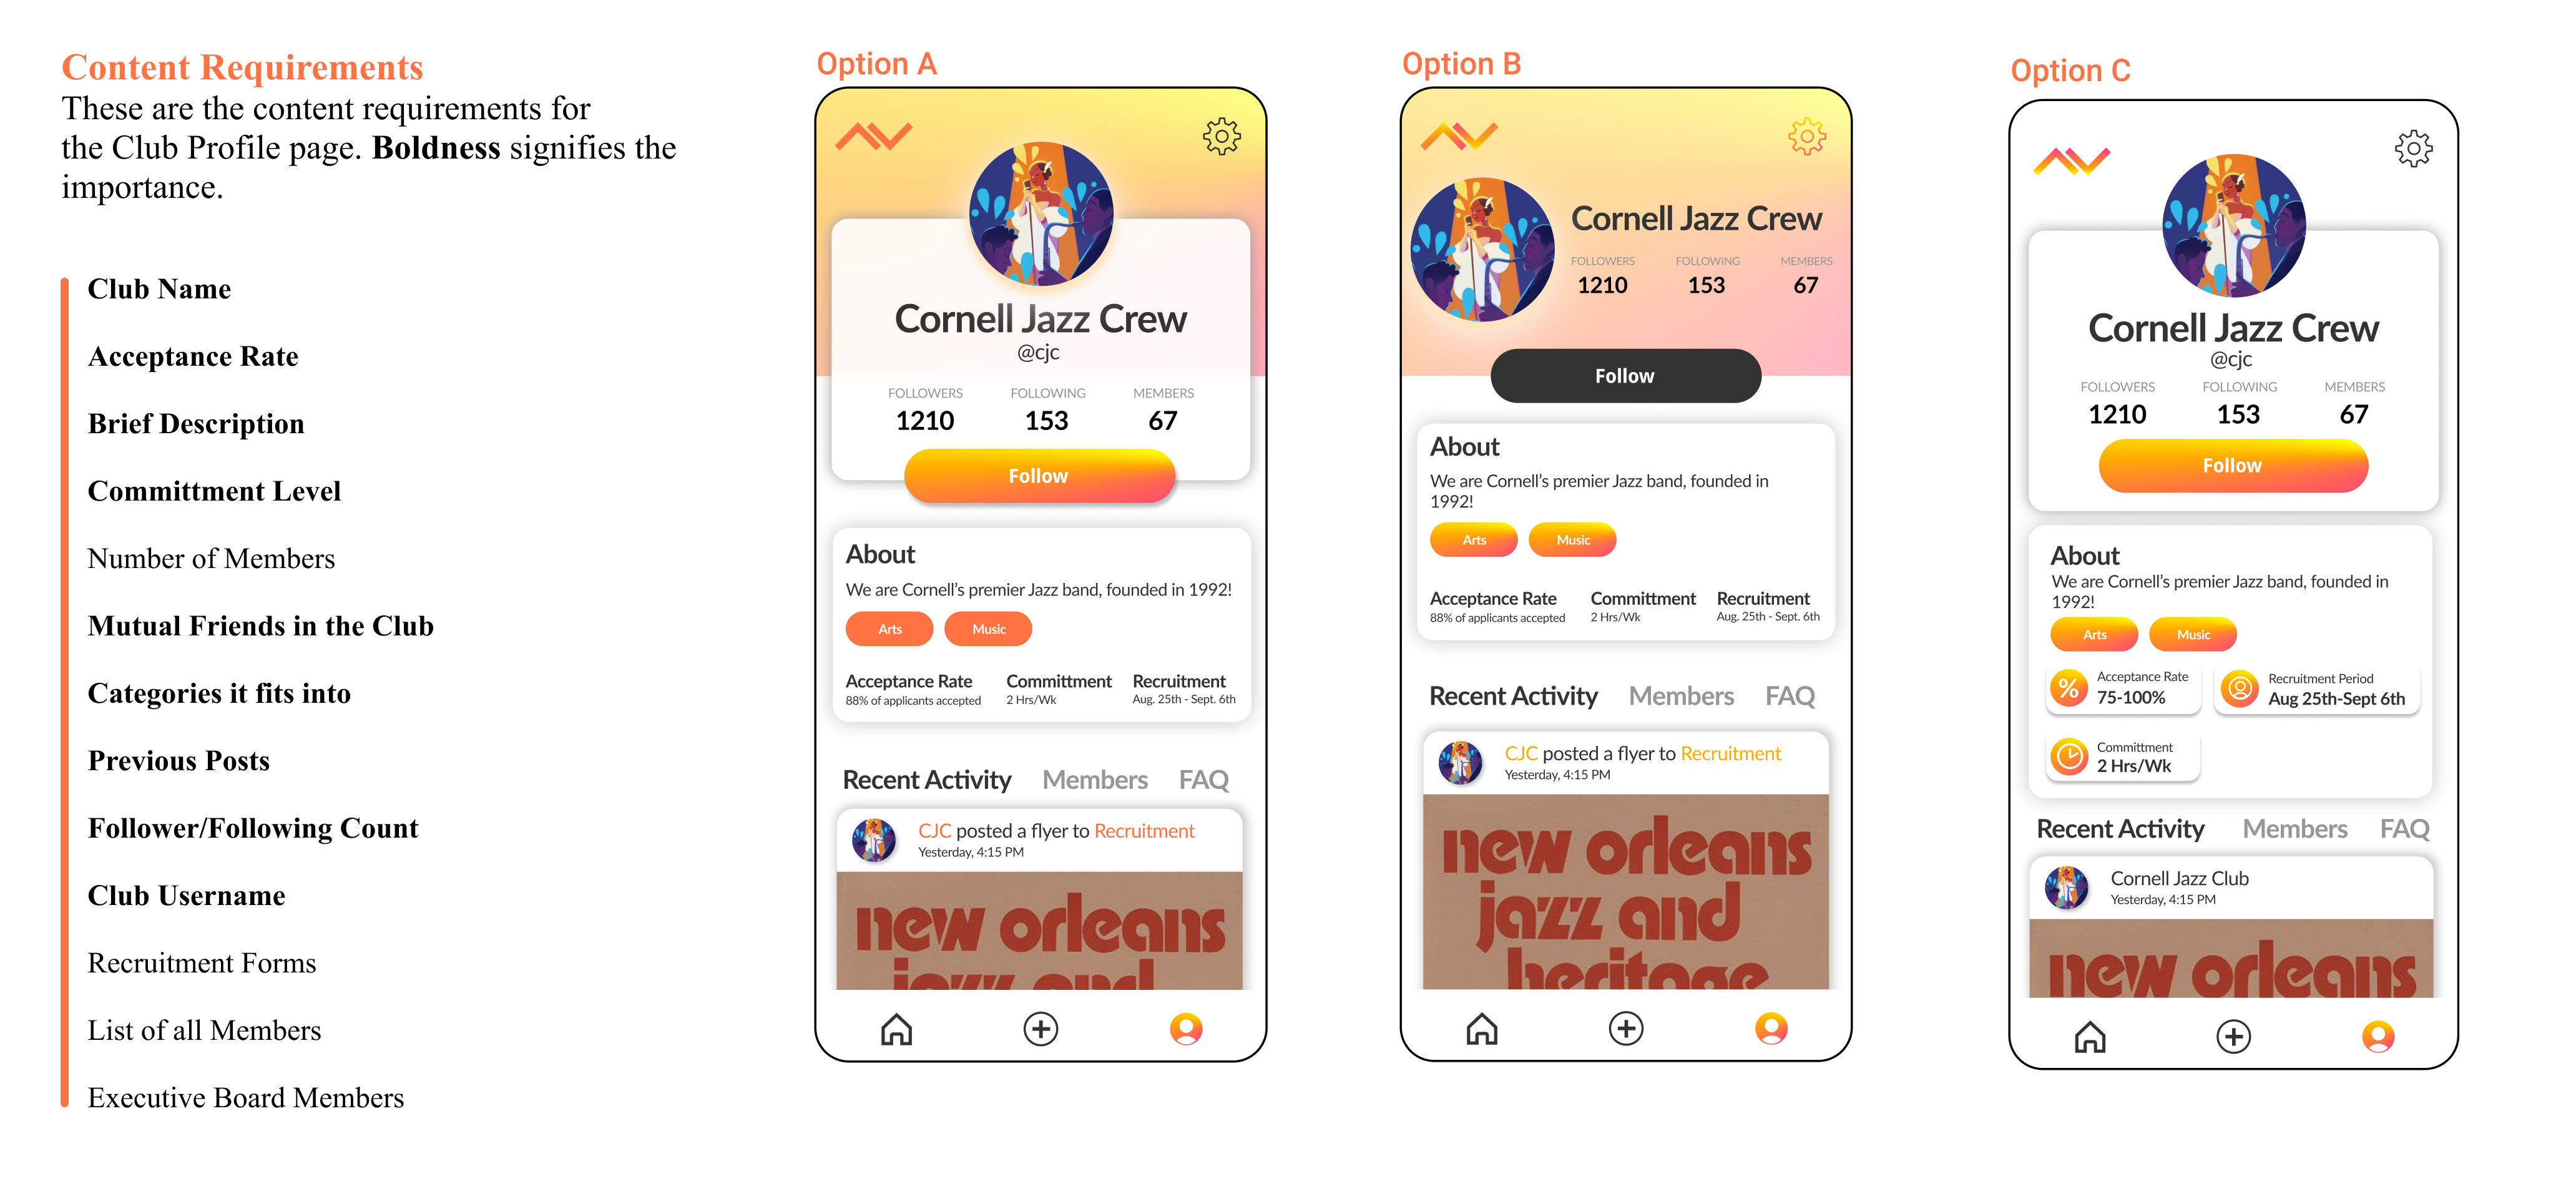 Content Requirements
These are the content requirements for
the Club Profile page. Boldness signifies the
importance.
Club Name
Acceptance Rate
Brief Description
Committment Level
Number of Members
Mutual Friends in the Club
Categories it fits into
Previous Posts
Follower/Following Count
Club Username
Recruitment Forms
List of all Members
Executive Board Members
Option A
Cornell Jazz Crew
@cjc
FOLLOWERS FOLLOWING MEMBERS
1210 153 67
Follow
About
We are Cornell's premier Jazz band, founded in 1992!
Arts Music
Acceptance Rate Committment Recruitment
88% of applicants accepted 2 Hrs/Wk Aug. 25th - Sept. 6th
Recent Activity Members FAQ
CJC posted a flyer to Recruitment
Yesterday, 4:15 PM
new orleans
jazz and
Option B
Cornell Jazz Crew
FOLLOWERS FOLLOWING MEMBERS
1210 153 67
Follow
About
We are Cornell's premier Jazz band, founded in
1992!
Arts Music
Acceptance Rate Committment Recruitment
88% of applicants accepted 2 Hrs/Wk Aug. 25th - Sept. 6th
Recent Activity Members FAQ
CJC posted a flyer to Recruitment
Yesterday, 4:15 PM
new orleans
jazz and
heritage
Option C
Cornell Jazz Crew
@cjc
FOLLOWERS FOLLOWING MEMBERS
1210 153 67
Follow
About
We are Cornell's premier Jazz band, founded in
1992!
Arts Music
% Acceptance Rate Recruitment Period
75-100% Aug 25th-Sept 6th
Committment
2 Hrs/Wk
Recent Activity Members FAQ
Cornell Jazz Club
Yesterday, 4:15 PM
new orleans